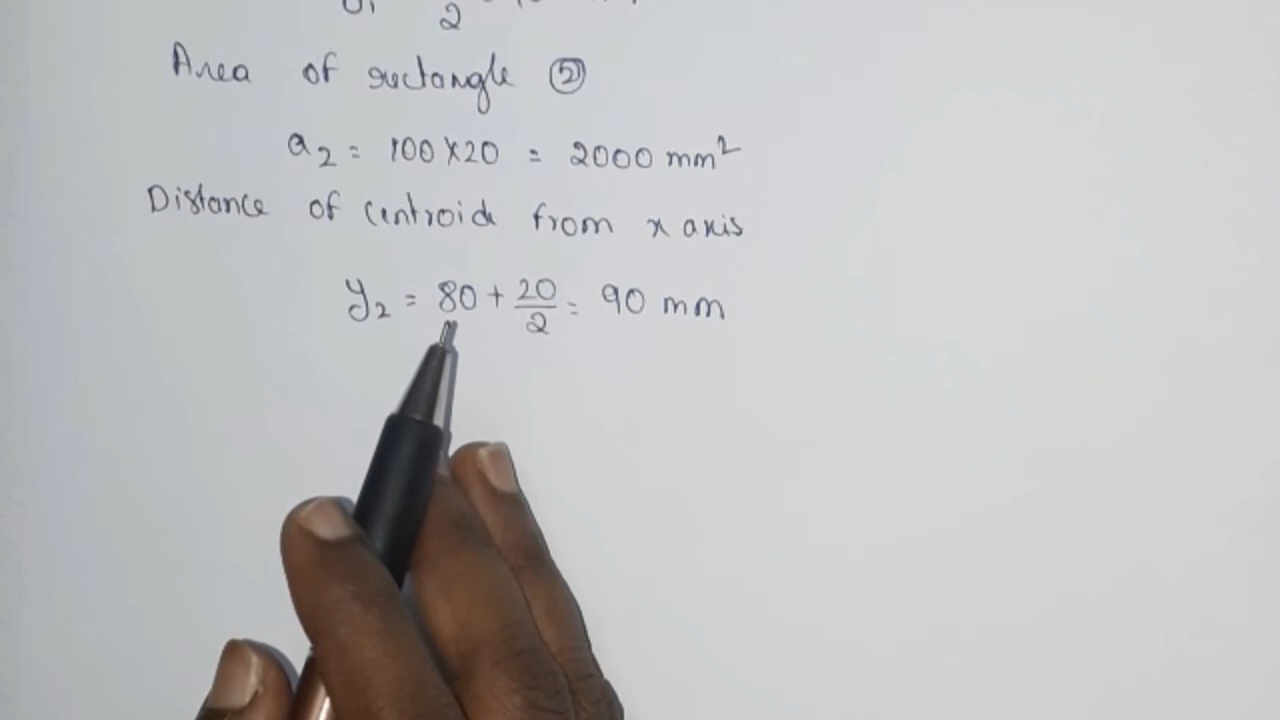 2
Area of rectangle ②
a₂ = 100 × 20 = 2000 mm²
Distance of Centroid from x axis
y₂ = 80 + 20/2 = 90 mm